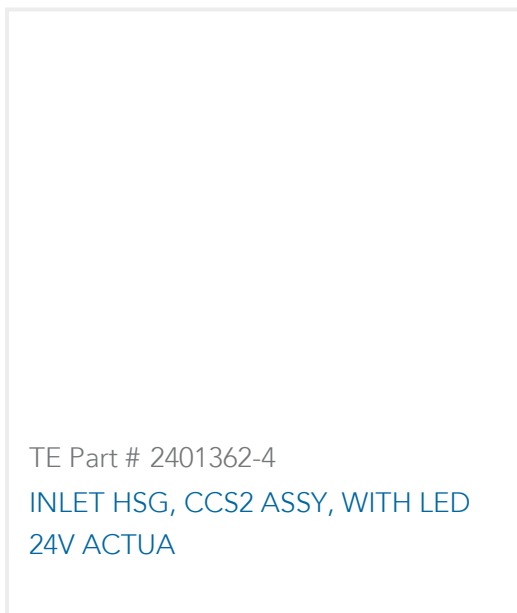 TE Part # 2401362-4
INLET HSG, CCS2 ASSY, WITH LED
24V ACTUA